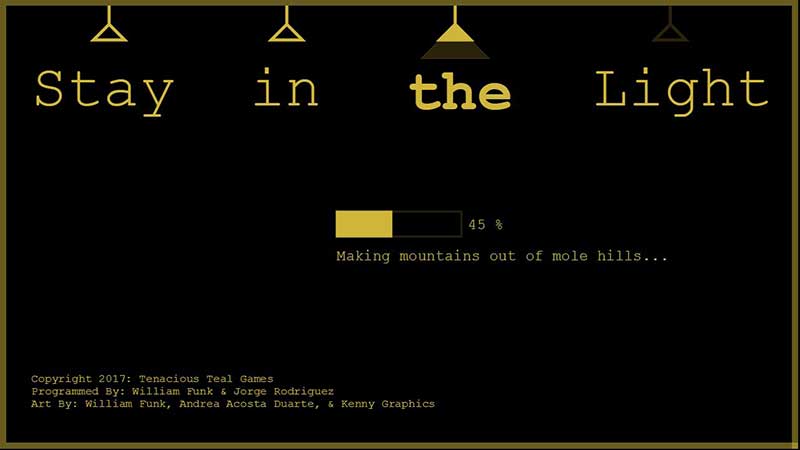 Stay in the Light
45 %
Making mountains out of mole hills...
Copyright 2017: Tenacious Teal Games
Programmed By: William Funk & Jorge Rodriguez
Art By: William Funk, Andrea Acosta Duarte, & Kenny Graphics